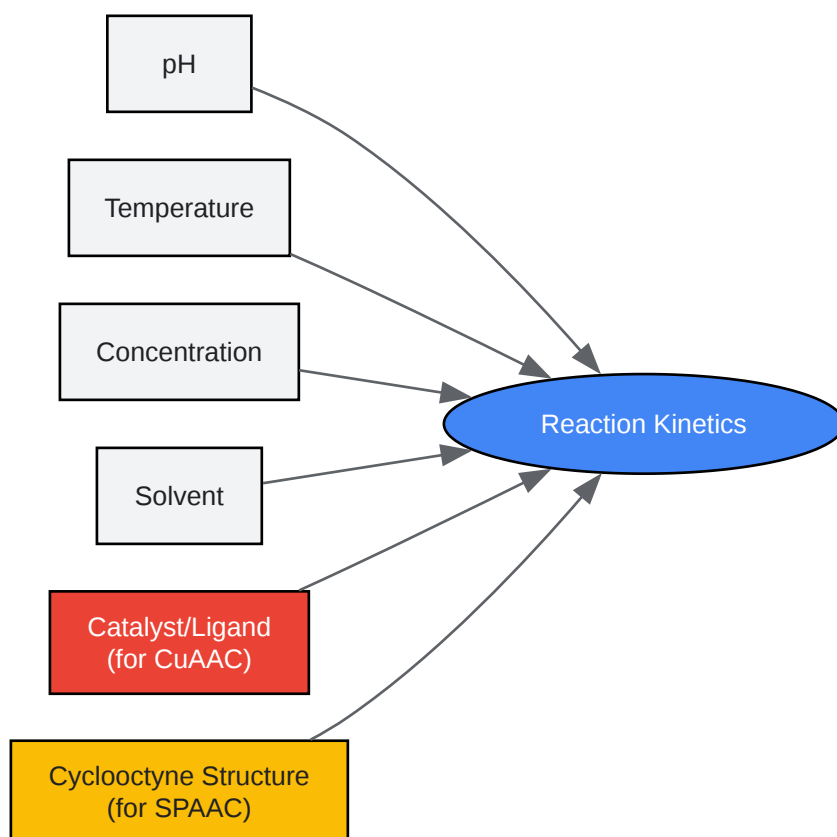 pH
Temperature
Concentration
Reaction Kinetics
Solvent
Catalyst/Ligand
(for CuAAC)
Cyclooctyne Structure
(for SPAAC)